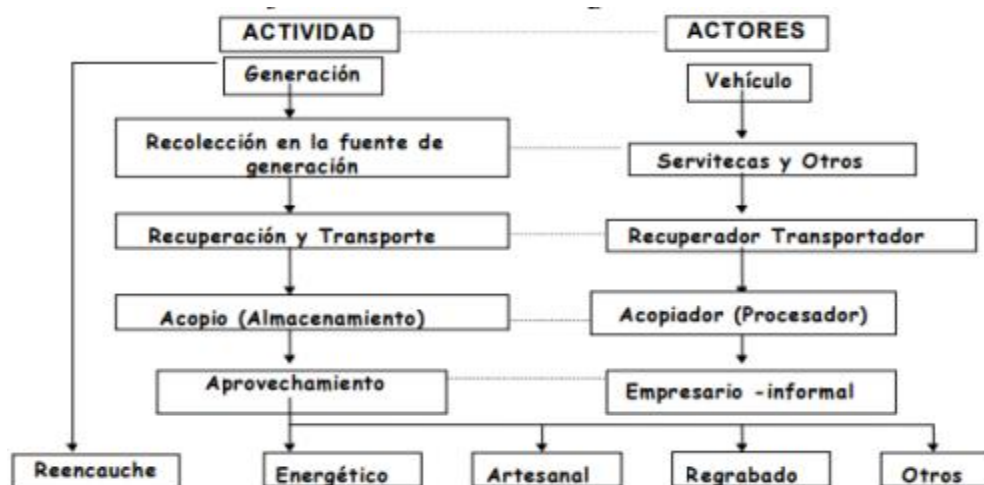 ACTIVIDAD
ACTORES
Generación
Vehículo
Recolección en la fuente de
generación
Servitecas y Otros
Recuperación y Transporte
Recuperador Transportador
Acopio (Almacenamiento)
Acopiador (Procesador)
Aprovechamiento
Empresario -informal
Reencauche
Energético
Artesanal
Regrabado
Otros